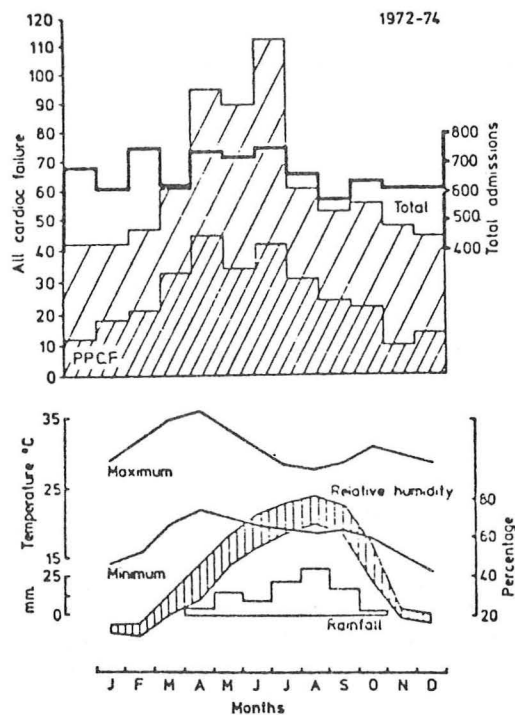 1972-74
120
110
100
90
80
70
60
50
40
30
20
10
0
All cardiac failure
800
700
600
500
400
Total admissions
Total
PPCF
35
25
15
Temperature °C
25
0
mm.
Maximum
Minimum
Relative humidity
Rainfall
80
60
40
20
Percentage
J F M A M J J A S O N D
Months